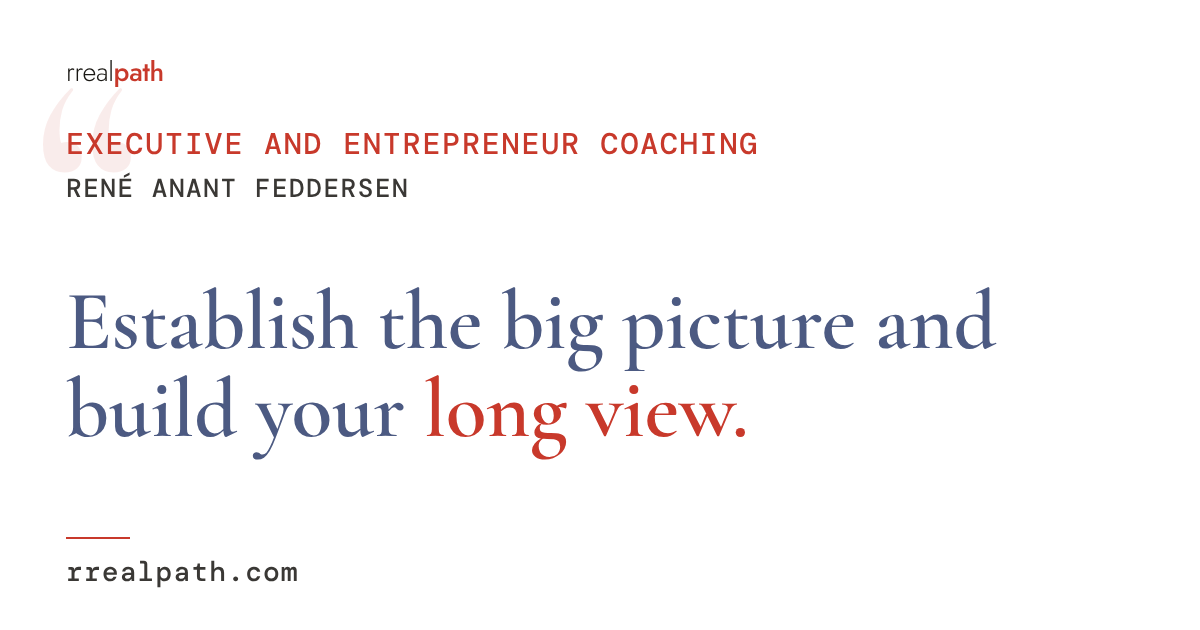 rrealpath
“
EXECUTIVE AND ENTREPRENEUR COACHING
RENÉ ANANT FEDDERSEN
Establish the big picture and
build your long view.
rrealpath.com